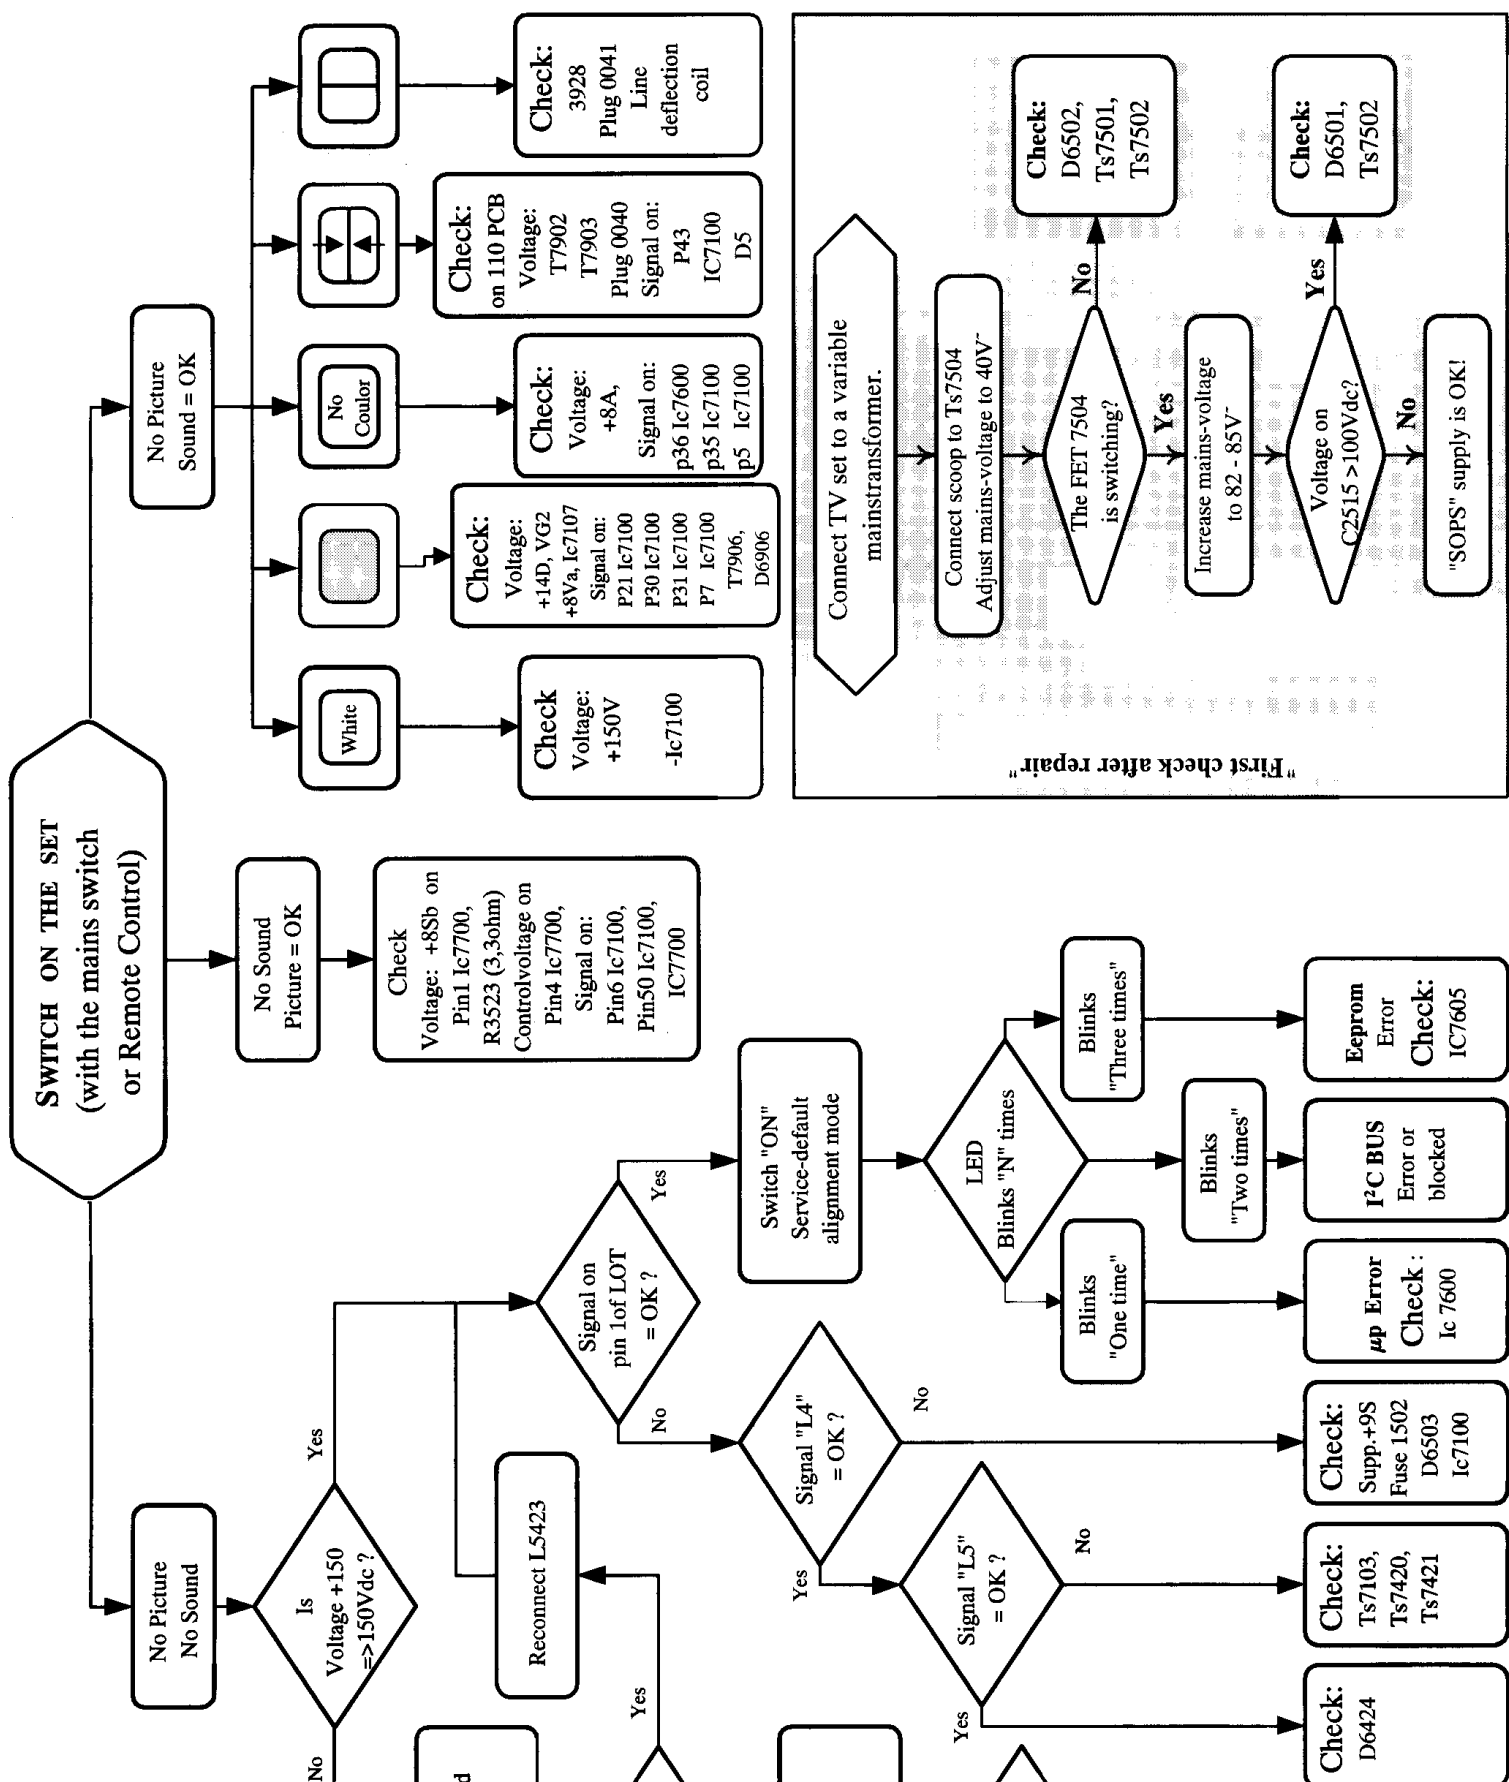 SWITCH ON THE SET
(with the mains switch
or Remote Control)
No Picture
No Sound
Is
Voltage +150
=>150Vdc ?
No
Yes
Reconnect L5423
Yes
Signal on
pin 1of LOT
= OK ?
No
Yes
Signal "L4"
= OK ?
Yes
No
Signal "L5"
= OK ?
Yes
No
Check:
D6424
Check:
Ts7103,
Ts7420,
Ts7421
Check:
Supp.+9S
Fuse 1502
D6503
Ic7100
Switch "ON"
Service-default
alignment mode
LED
Blinks "N" times
Blinks
"One time"
Blinks
"Two times"
Blinks
"Three times"
µp Error
Check :
Ic 7600
I²C BUS
Error or
blocked
Eeprom
Error
Check:
IC7605
No Sound
Picture = OK
Check
Voltage: +8Sb on
Pin1 Ic7700,
R3523 (3,3ohm)
Controlvoltage on
Pin4 Ic7700,
Signal on:
Pin6 Ic7100,
Pin50 Ic7100,
IC7700
No Picture
Sound = OK
White
Check
Voltage:
+150V
-Ic7100
Check:
Voltage:
+14D, VG2
+8Va, Ic7107
Signal on:
P21 Ic7100
P30 Ic7100
P31 Ic7100
P7 Ic7100
T7906,
D6906
No
Coulor
Check:
Voltage:
+8A,
Signal on:
p36 Ic7600
p35 Ic7100
p5 Ic7100
Check:
on 110 PCB
Voltage:
T7902
T7903
Plug 0040
Signal on:
P43
IC7100
D5
Check:
3928
Plug 0041
Line
deflection
coil
"First check after repair"
Connect TV set to a variable
mainstransformer.
Connect scoop to Ts7504
Adjust mains-voltage to 40V~
The FET 7504
is switching?
No
Check:
D6502,
Ts7501,
Ts7502
Yes
Increase mains-voltage
to 82 - 85V~
Voltage on
C2515 >100Vdc?
Yes
Check:
D6501,
Ts7502
No
"SOPS" supply is OK!